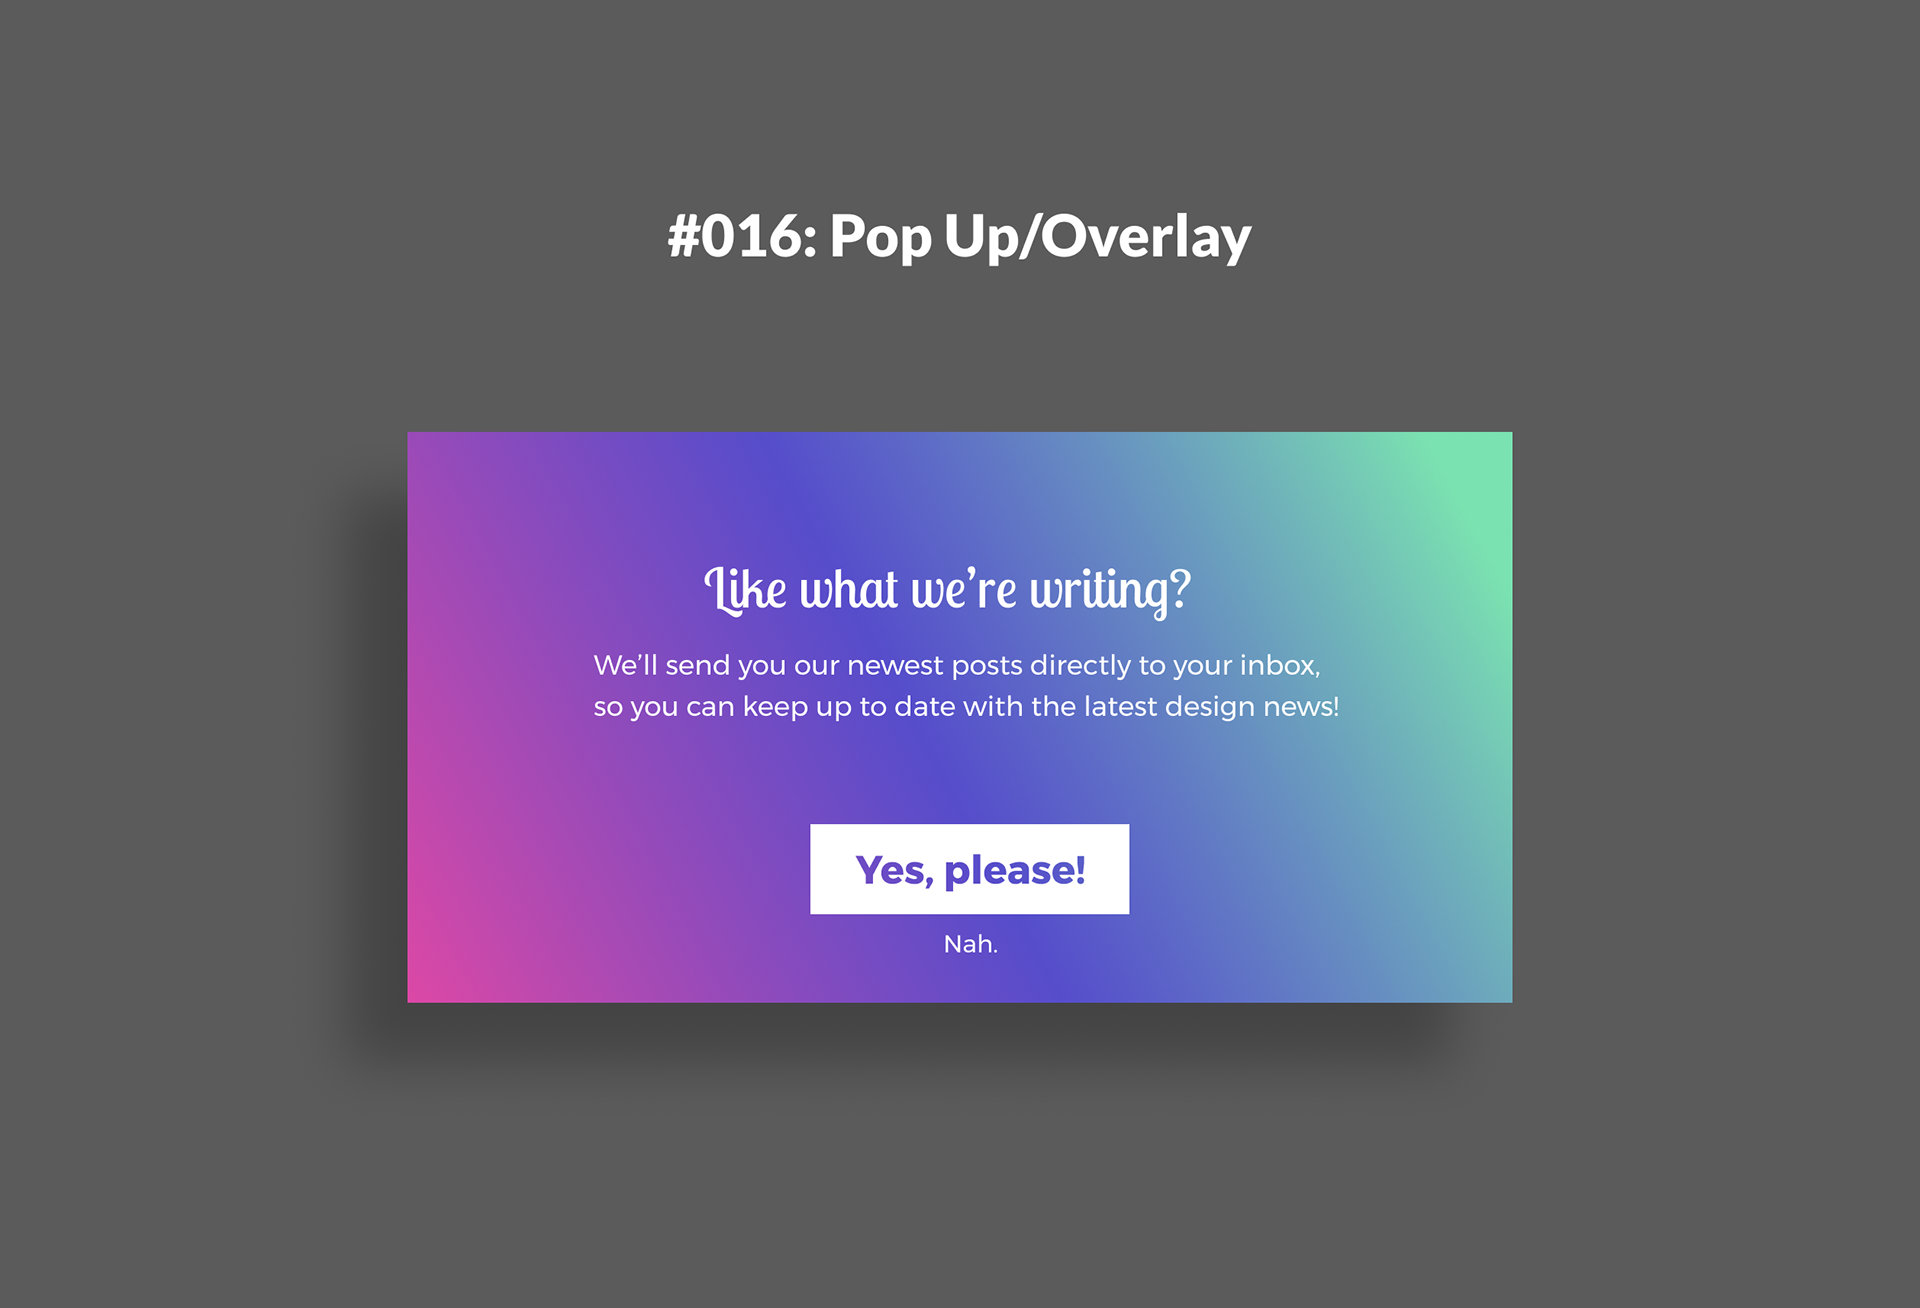 #016: Pop Up/Overlay
Like what we’re writing?
We’ll send you our newest posts directly to your inbox,
so you can keep up to date with the latest design news!
Yes, please!
Nah.